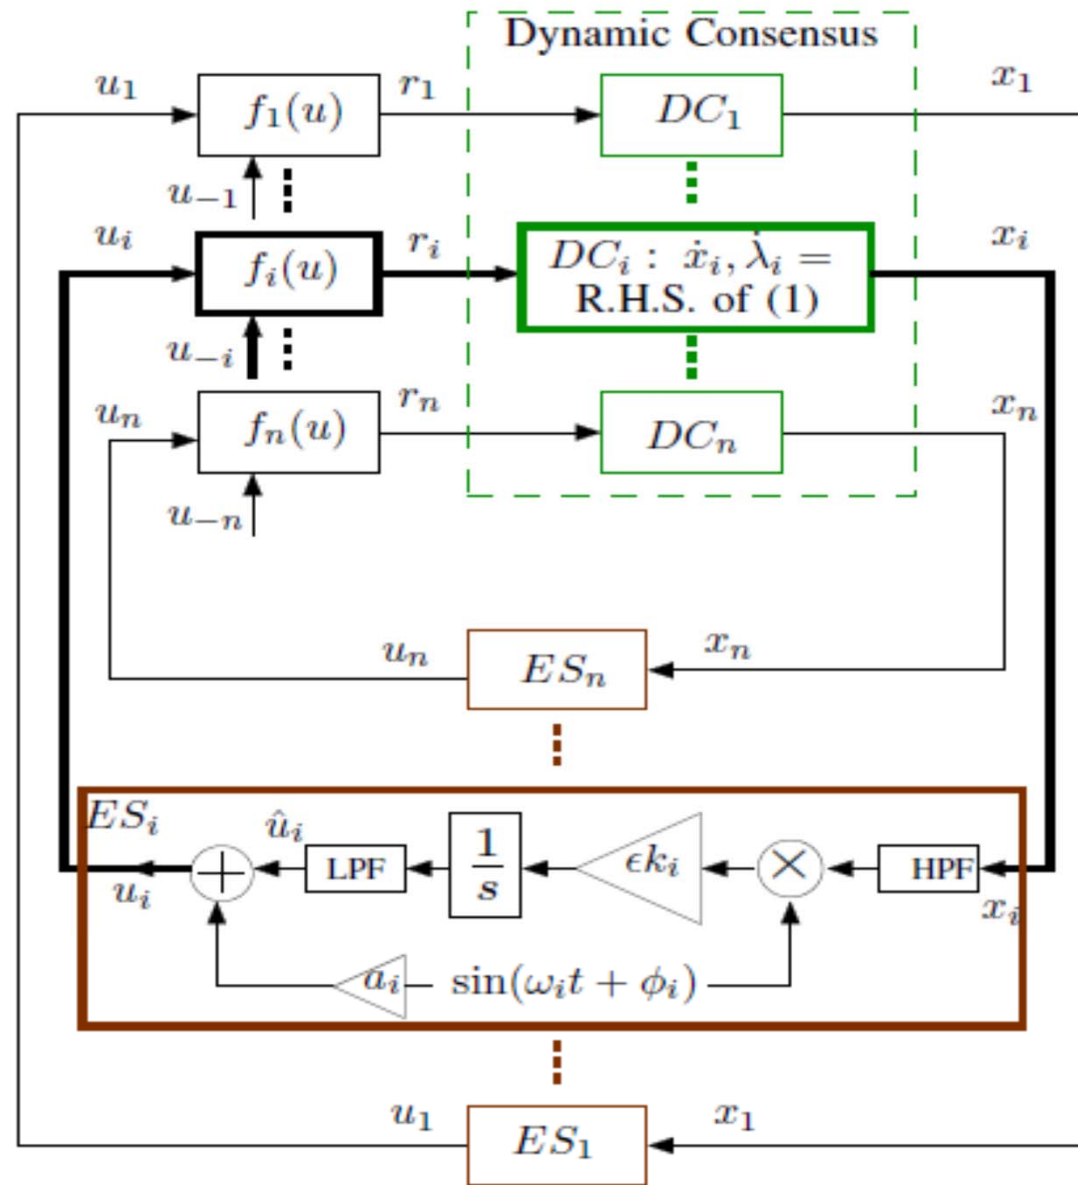 Dynamic Consensus
u₁ f₁(u) r₁ DC₁ x₁
u₋₁
uᵢ fᵢ(u) rᵢ DCᵢ : ẋᵢ, λ̇ᵢ = xᵢ
R.H.S. of (1)
u₋ᵢ
uₙ fₙ(u) rₙ DCₙ xₙ
u₋ₙ
uₙ ESₙ xₙ
ESᵢ
uᵢ + ûᵢ LPF 1/s ϵkᵢ × HPF xᵢ
aᵢ sin(ωᵢt + ϕᵢ)
u₁ ES₁ x₁